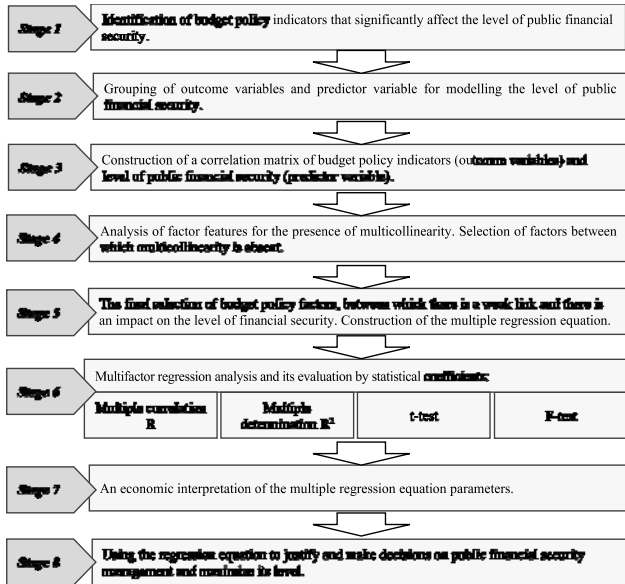 Stage 1
Identification of budget policy indicators that significantly affect the level of public financial
security.
Stage 2
Grouping of outcome variables and predictor variable for modelling the level of public
financial security.
Stage 3
Construction of a correlation matrix of budget policy indicators (outcome variables) and
level of public financial security (predictor variable).
Stage 4
Analysis of factor features for the presence of multicollinarity. Selection of factors between
which multicollinarity is absent.
Stage 5
The final selection of budget policy factors, between which there is a weak link and there is
an impact on the level of financial security. Construction of the multiple regression equation.
Stage 6
Multifactor regression analysis and its evaluation by statistical coefficients:
Multiple correlation
R
Multiple
determination R²
t-test
F-test
Stage 7
An economic interpretation of the multiple regression equation parameters.
Stage 8
Using the regression equation to justify and make decisions on public financial security
management and maximize its level.